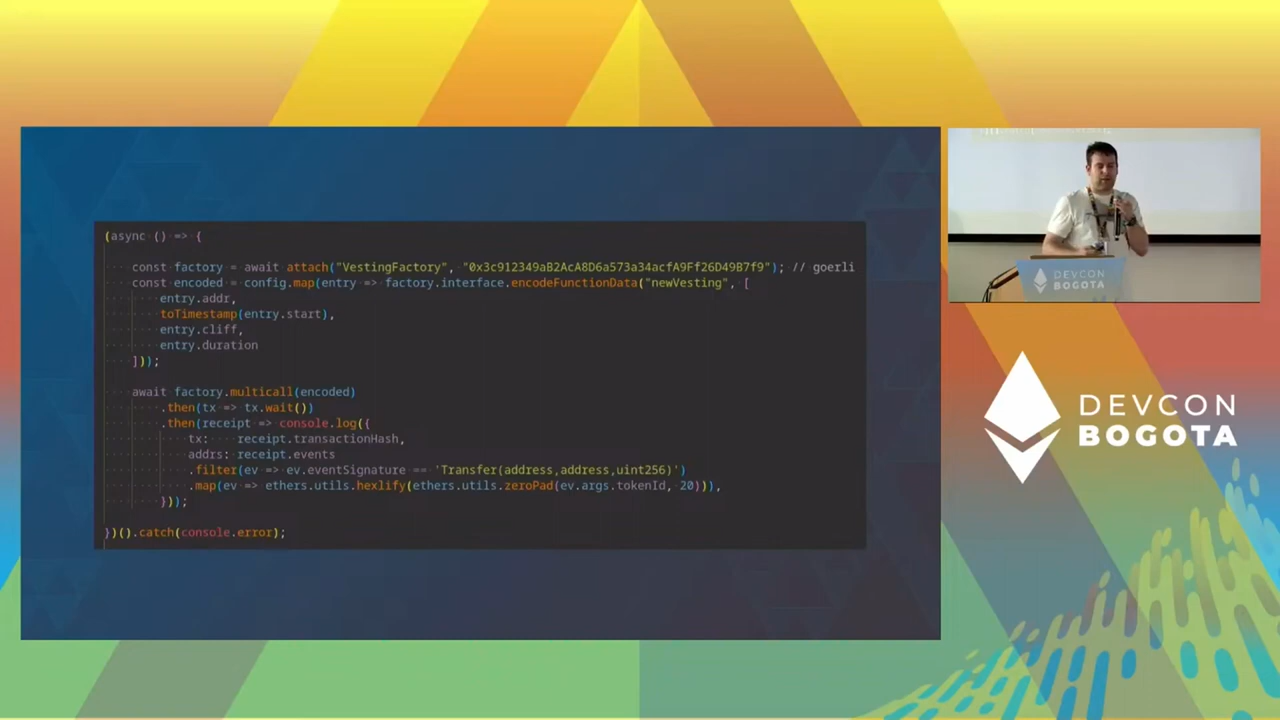 (async () => {
const factory = await attach("VestingFactory", "0x3c912349aB2AcA8D6a573a34acfA9Ff26D49B7f9"); // goerli
const encoded = config.map(entry => factory.interface.encodeFunctionData("newVesting", [
entry.addr,
toTimestamp(entry.start),
entry.cliff,
entry.duration
]));
await factory.multicall(encoded)
.then(tx => tx.wait())
.then(receipt => console.log({
tx: receipt.transactionHash,
addrs: receipt.events
.filter(ev => ev.eventSignature == 'Transfer(address,address,uint256)')
.map(ev => ethers.utils.hexlify(ethers.utils.zeroPad(ev.args.tokenId, 20))),
}));
})().catch(console.error);
DEVCON
BOGOTA
DEVCON
BOGOTA